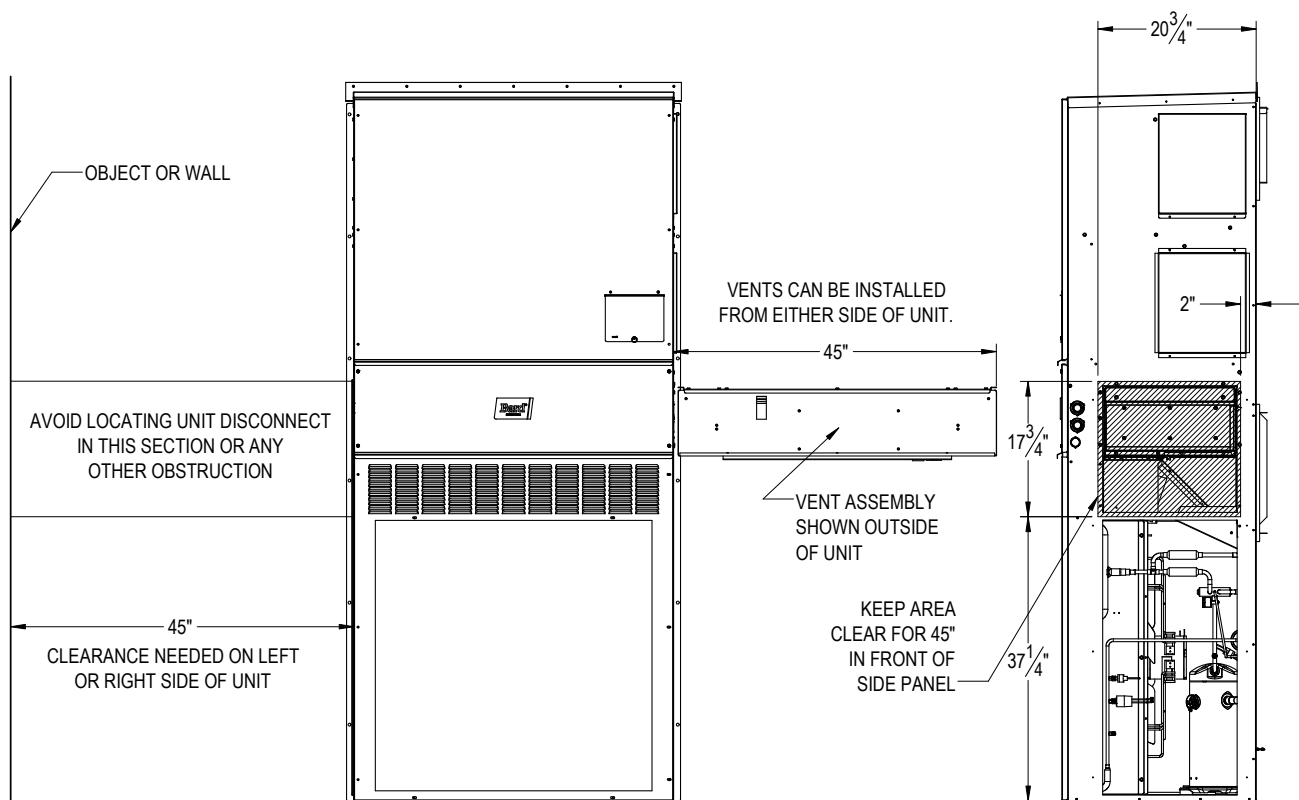 20 3/4"
OBJECT OR WALL
VENTS CAN BE INSTALLED
FROM EITHER SIDE OF UNIT.
2"
45"
Bard
AVOID LOCATING UNIT DISCONNECT
IN THIS SECTION OR ANY
OTHER OBSTRUCTION
17 3/4"
VENT ASSEMBLY
SHOWN OUTSIDE
OF UNIT
KEEP AREA
CLEAR FOR 45"
IN FRONT OF
SIDE PANEL
37 1/4"
45"
CLEARANCE NEEDED ON LEFT
OR RIGHT SIDE OF UNIT